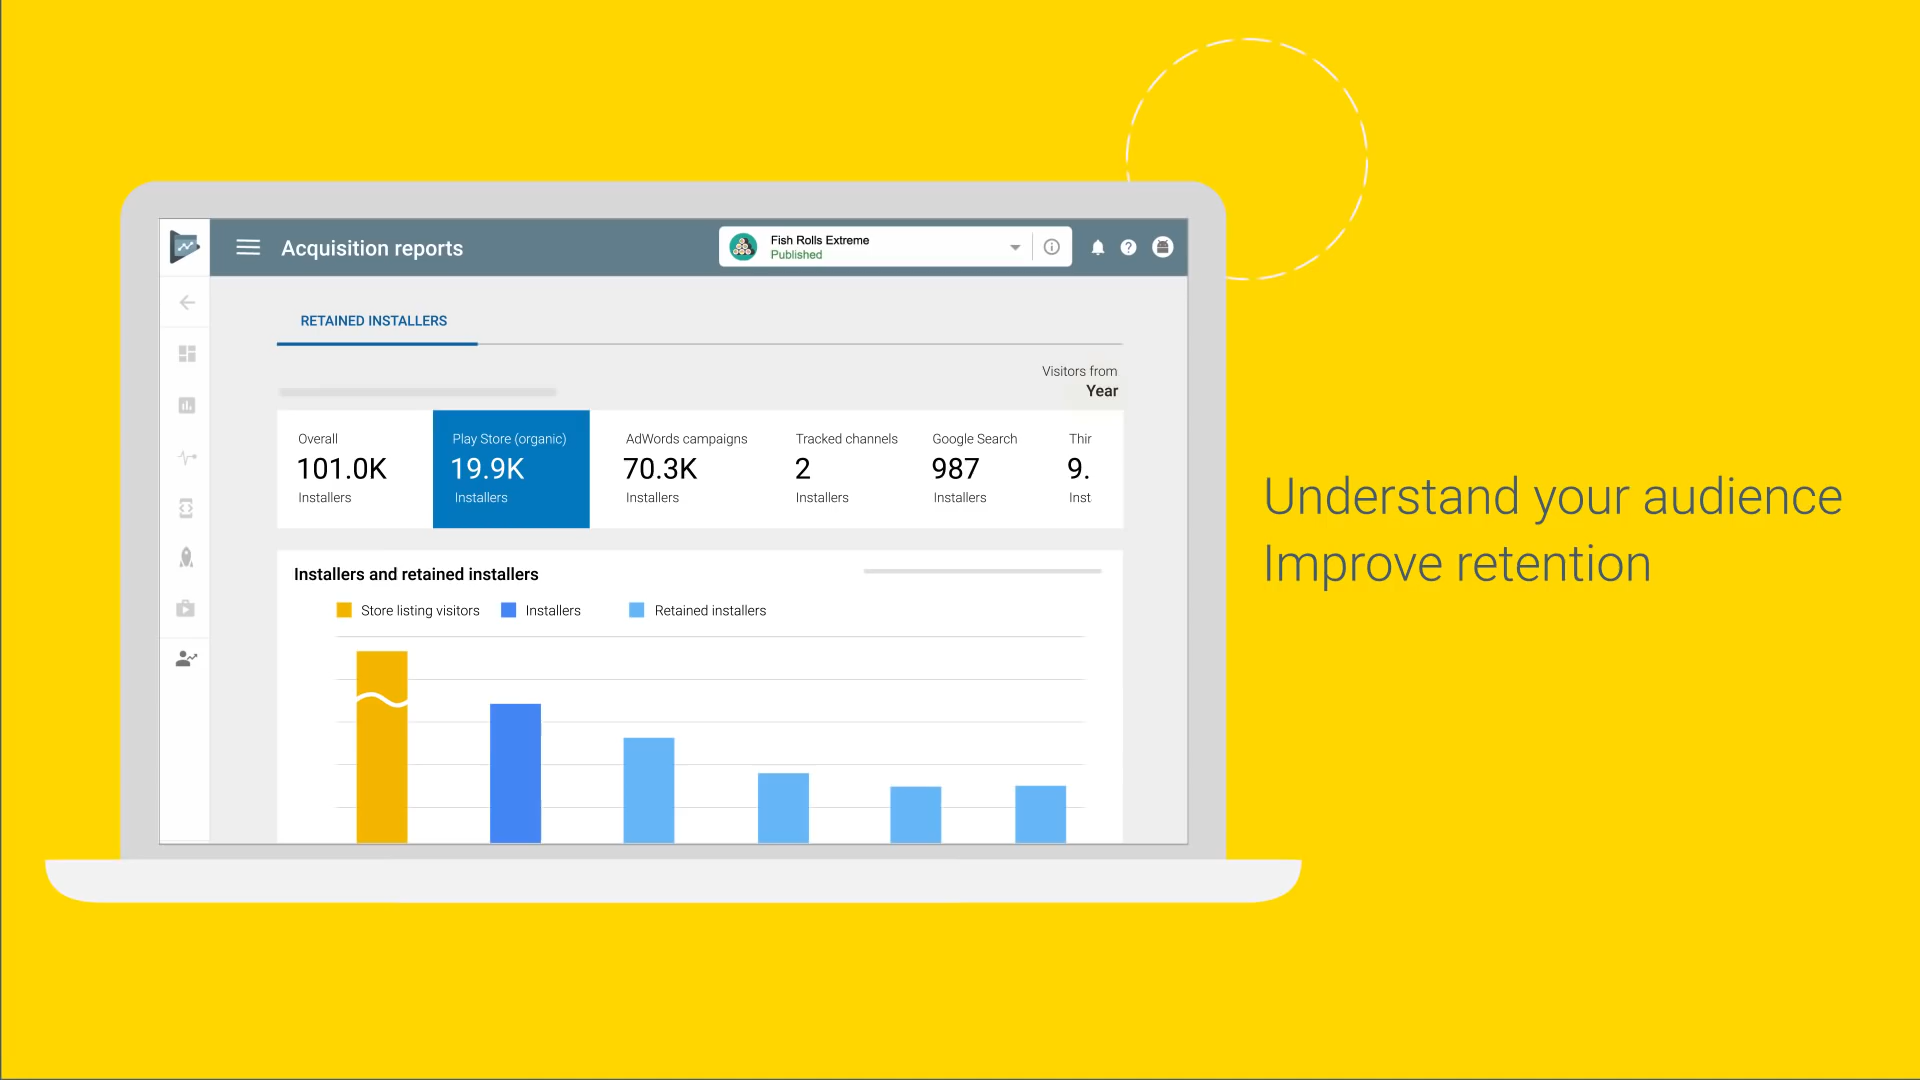 Acquisition reports
Fish Rolls Extreme
Published
RETAINED INSTALLERS
Visitors from
Year
Overall
101.0K
Installers
Play Store (organic)
19.9K
Installers
AdWords campaigns
70.3K
Installers
Tracked channels
2
Installers
Google Search
987
Installers
Thir
9.
Inst
Installers and retained installers
Store listing visitors
Installers
Retained installers
Understand your audience
Improve retention